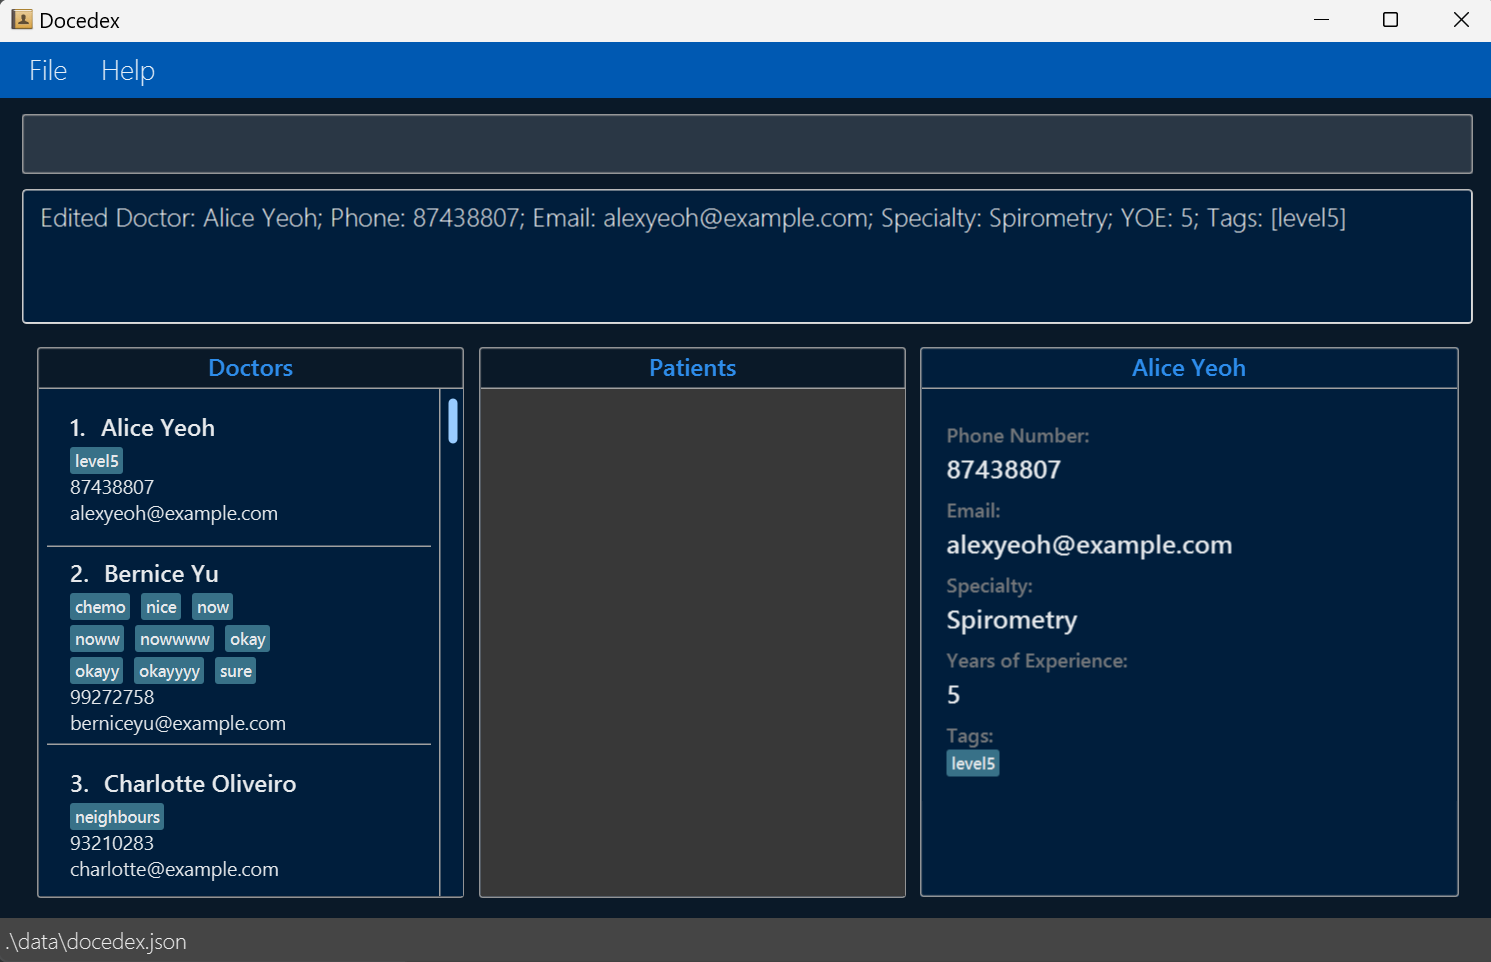 Docedex
File Help
Edited Doctor: Alice Yeoh; Phone: 87438807; Email: alexyeoh@example.com; Specialty: Spirometry; YOE: 5; Tags: [level5]
Doctors
1. Alice Yeoh
level5
87438807
alexyeoh@example.com
2. Bernice Yu
chemo nice now
noww nowwww okay
okayy okayyyy sure
99272758
berniceyu@example.com
3. Charlotte Oliveiro
neighbours
93210283
charlotte@example.com
Patients
Alice Yeoh
Phone Number:
87438807
Email:
alexyeoh@example.com
Specialty:
Spirometry
Years of Experience:
5
Tags:
level5
.\data\docedex.json